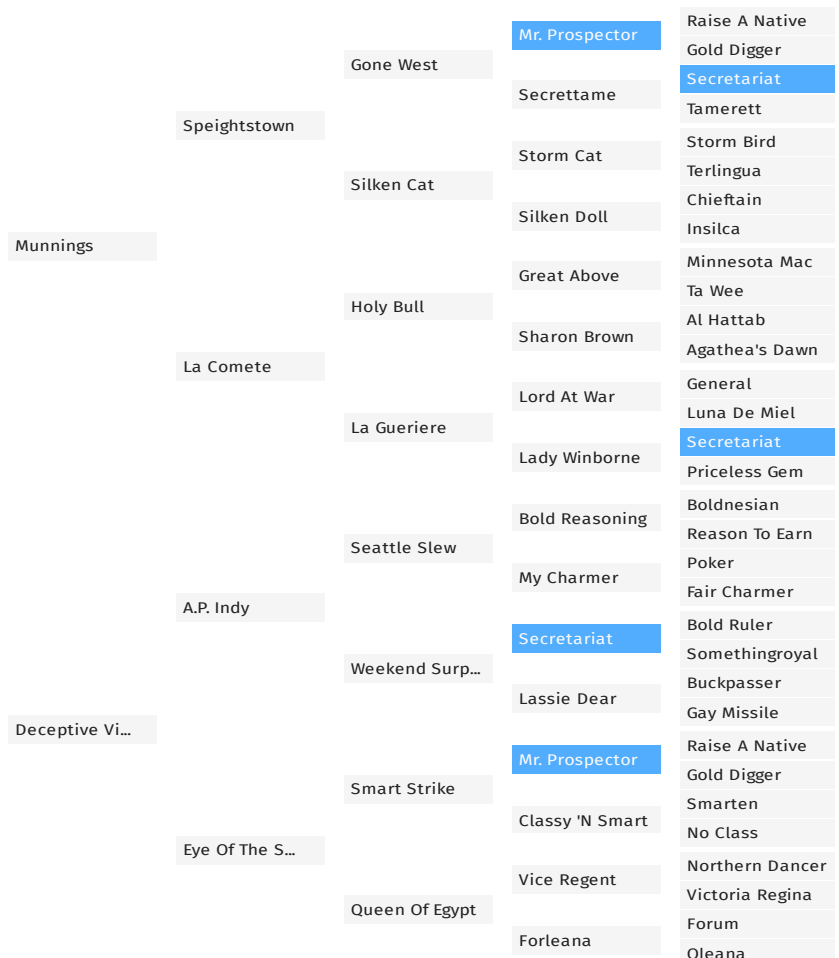 Munnings
Deceptive Vi...
Speightstown
La Comete
A.P. Indy
Eye Of The S...
Gone West
Silken Cat
Holy Bull
La Gueriere
Seattle Slew
Weekend Surp...
Smart Strike
Queen Of Egypt
Mr. Prospector
Secrettame
Storm Cat
Silken Doll
Great Above
Sharon Brown
Lord At War
Lady Winborne
Bold Reasoning
My Charmer
Secretariat
Lassie Dear
Mr. Prospector
Classy 'N Smart
Vice Regent
Forleana
Raise A Native
Gold Digger
Secretariat
Tamerett
Storm Bird
Terlingua
Chieftain
Insilca
Minnesota Mac
Ta Wee
Al Hattab
Agathea's Dawn
General
Luna De Miel
Secretariat
Priceless Gem
Boldnesian
Reason To Earn
Poker
Fair Charmer
Bold Ruler
Somethingroyal
Buckpasser
Gay Missile
Raise A Native
Gold Digger
Smarten
No Class
Northern Dancer
Victoria Regina
Forum
Oleana